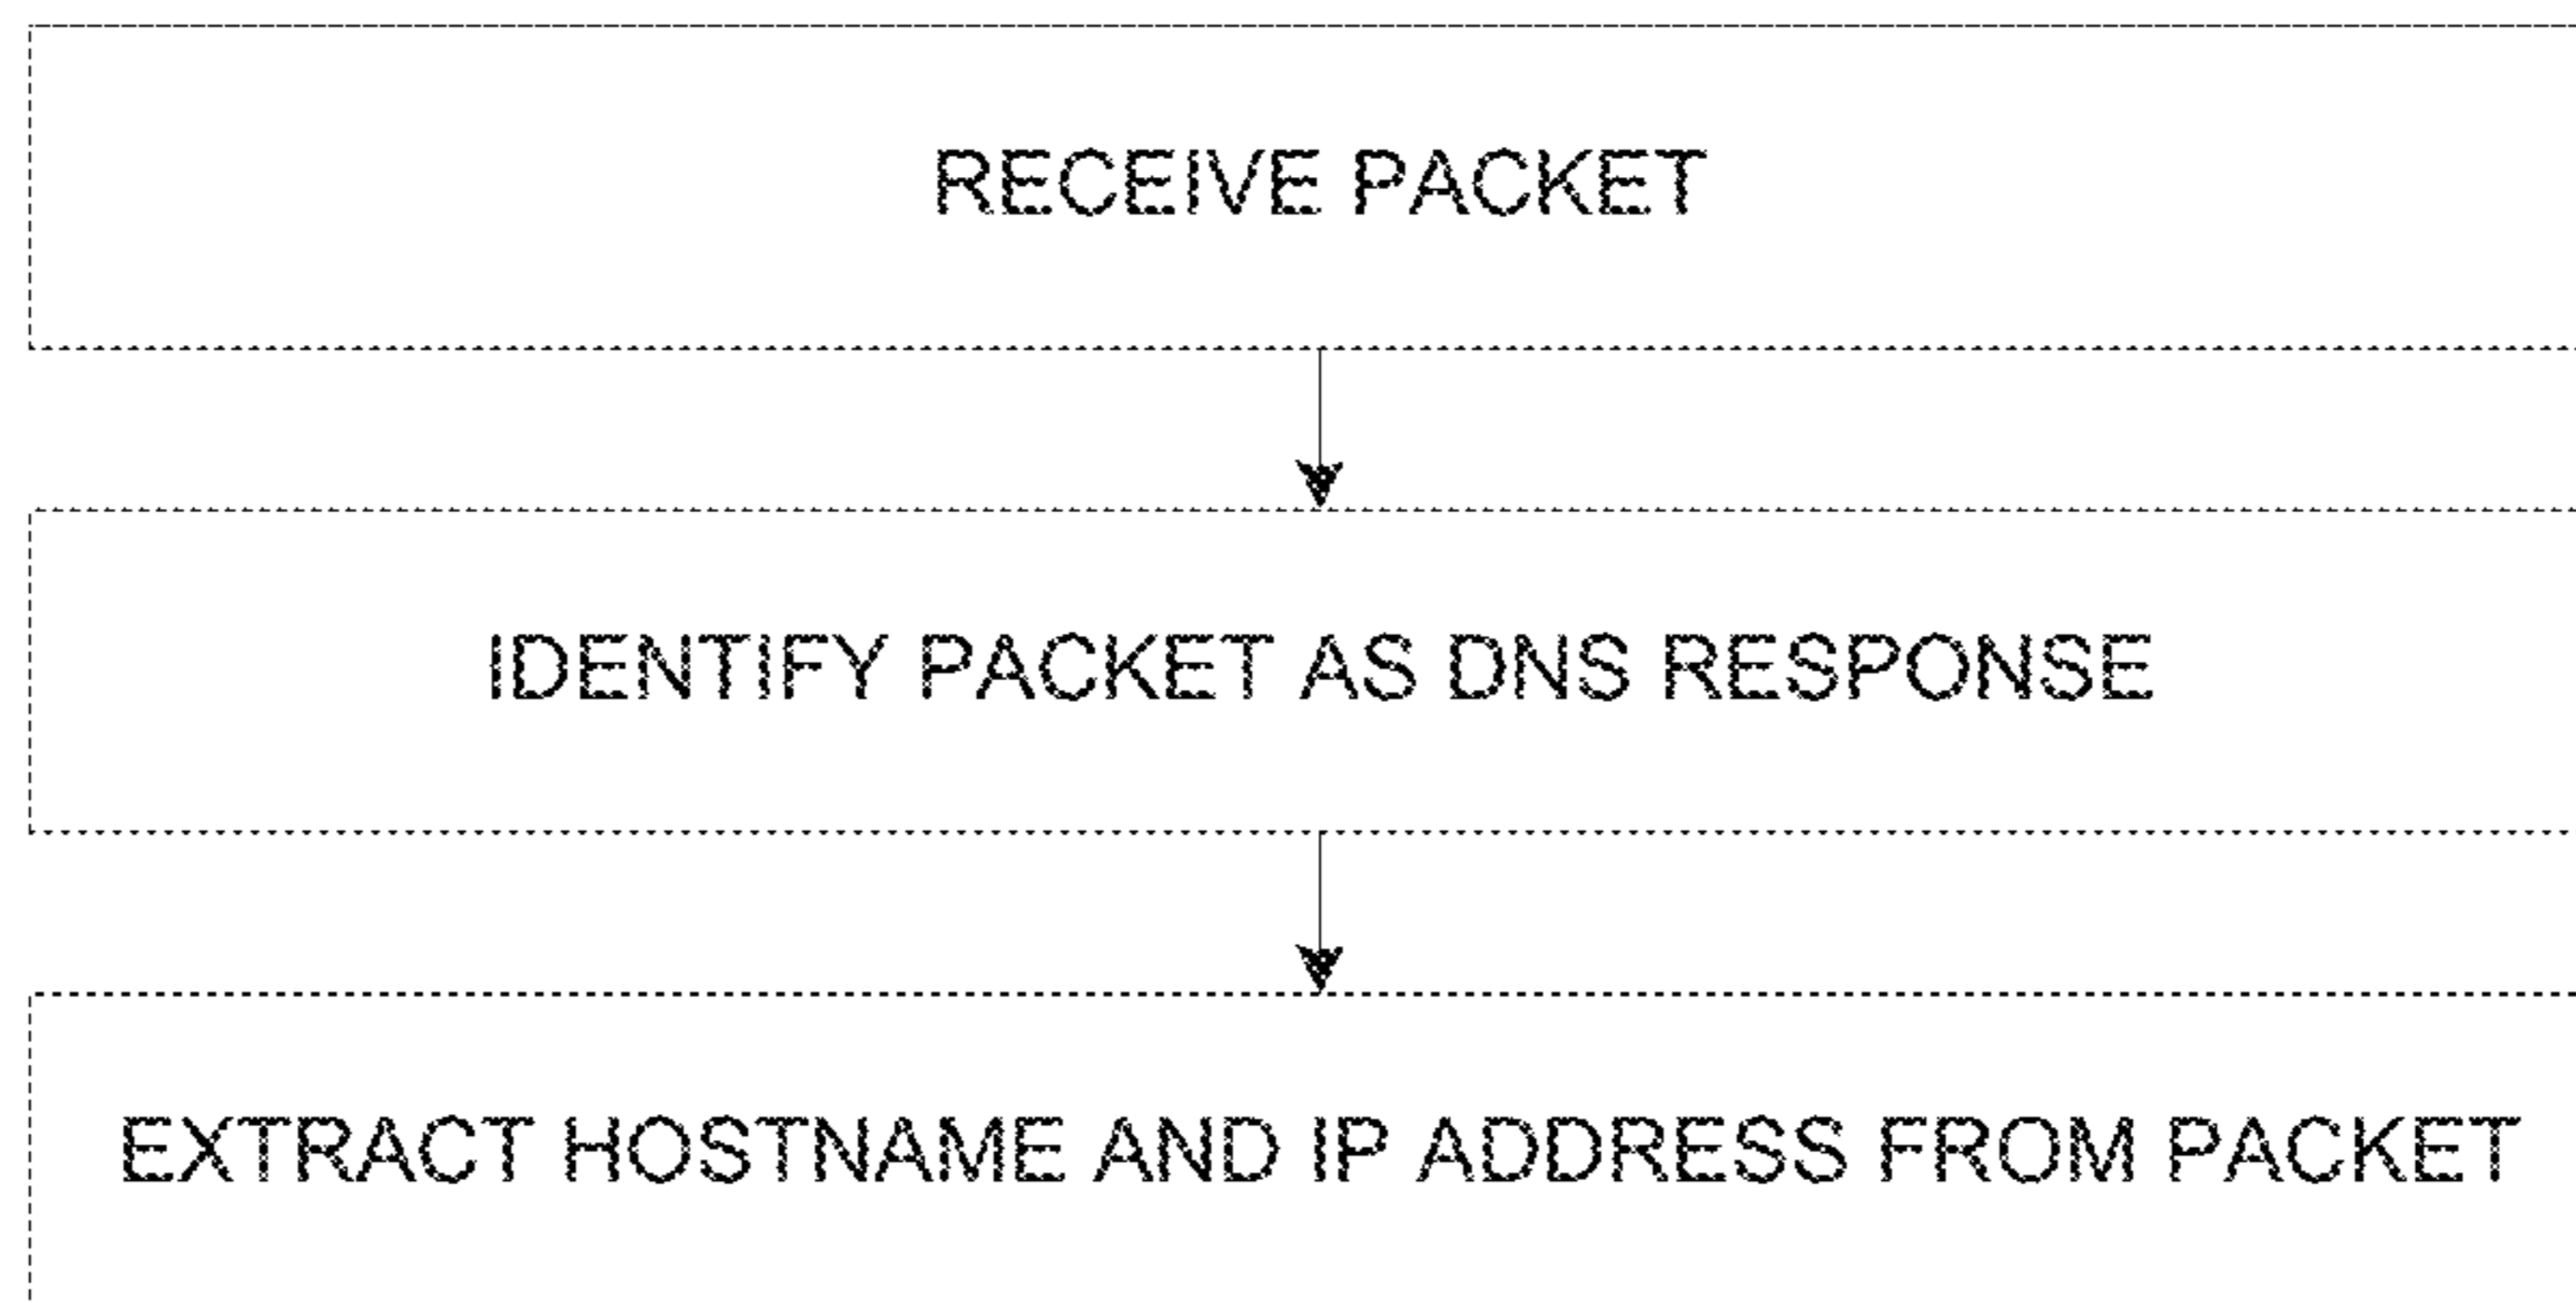 RECEIVE PACKET
IDENTIFY PACKET AS DNS RESPONSE
EXTRACT HOSTNAME AND IP ADDRESS FROM PACKET